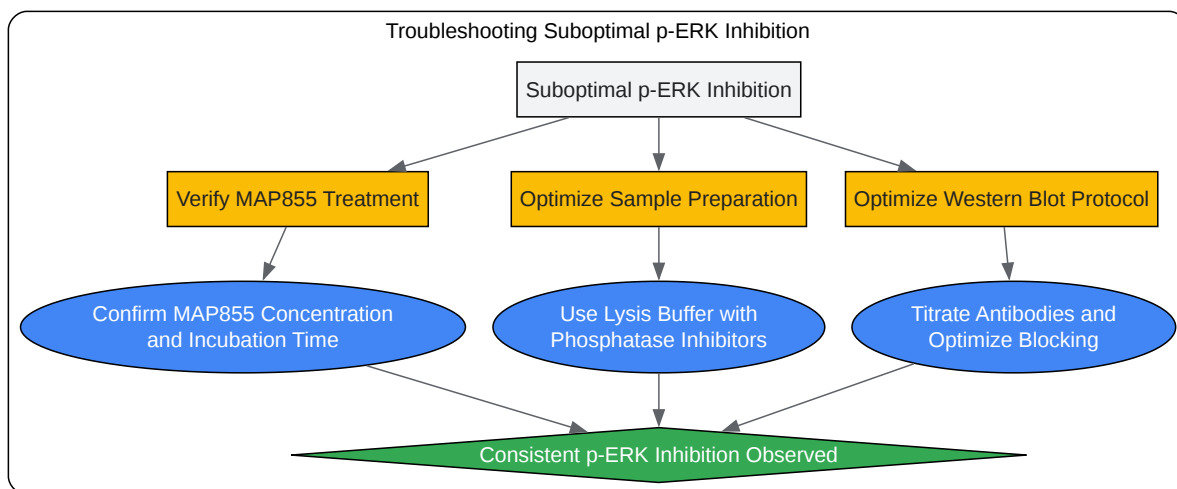 Troubleshooting Suboptimal p-ERK Inhibition
Suboptimal p-ERK Inhibition
Verify MAP855 Treatment
Optimize Sample Preparation
Optimize Western Blot Protocol
Confirm MAP855 Concentration
and Incubation Time
Use Lysis Buffer with
Phosphatase Inhibitors
Titrate Antibodies and
Optimize Blocking
Consistent p-ERK Inhibition Observed